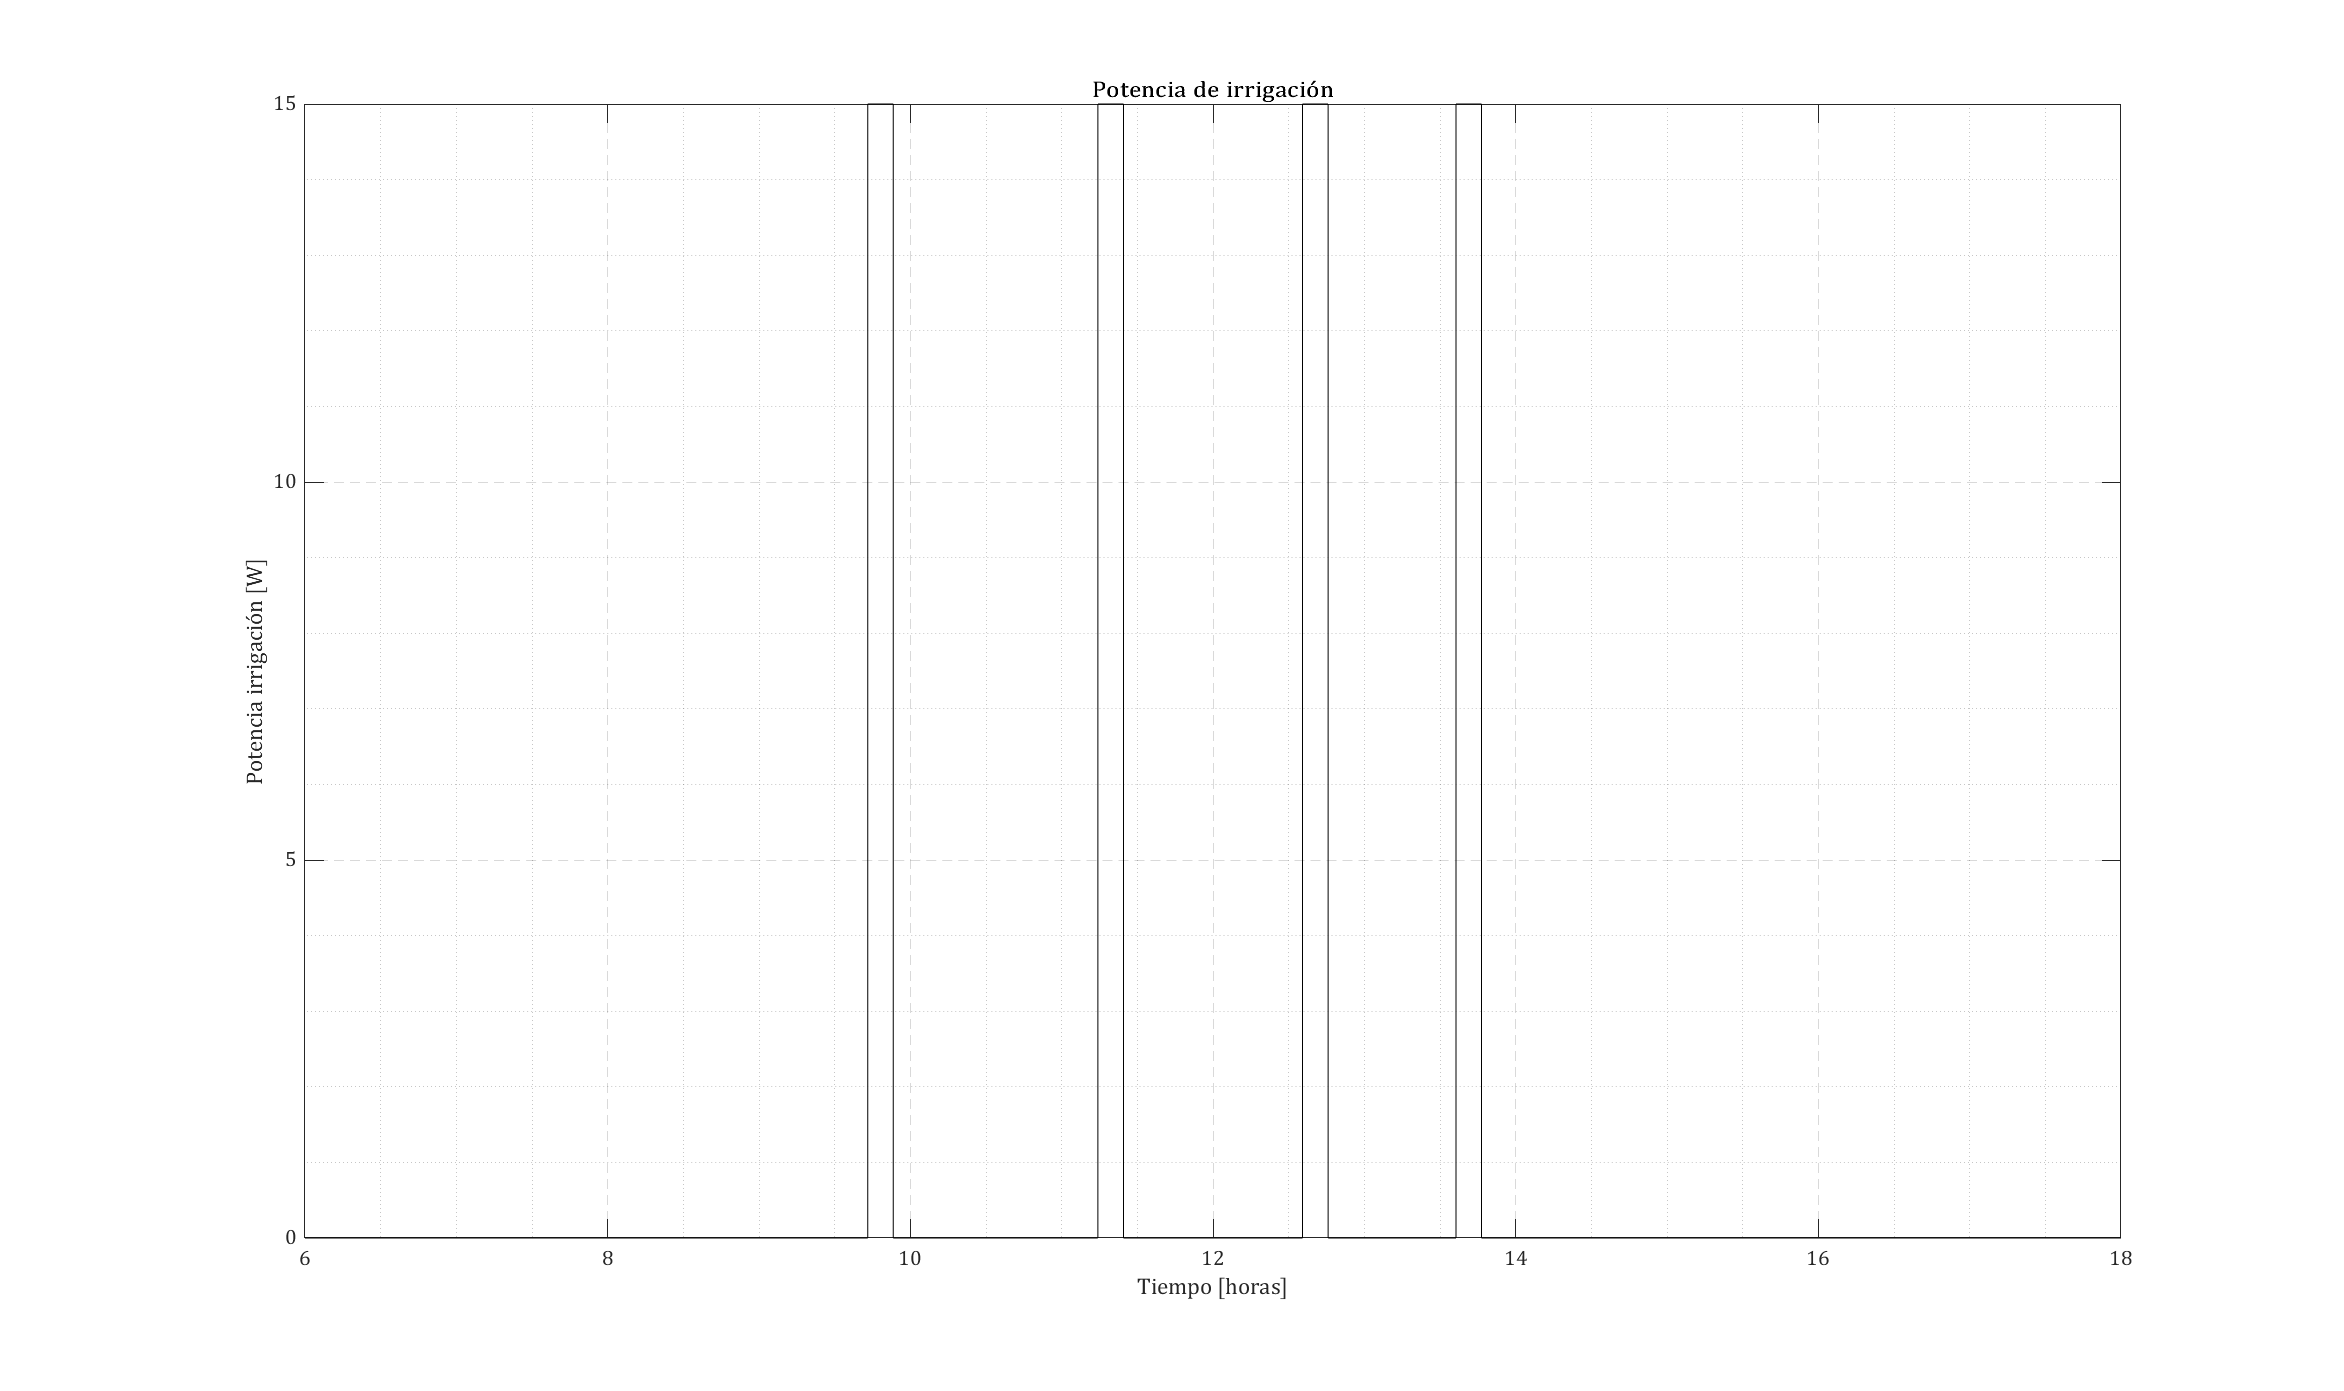 Potencia de irrigación
15
10
5
0
Potencia irrigación [W]
6 8 10 12 14 16 18
Tiempo [horas]